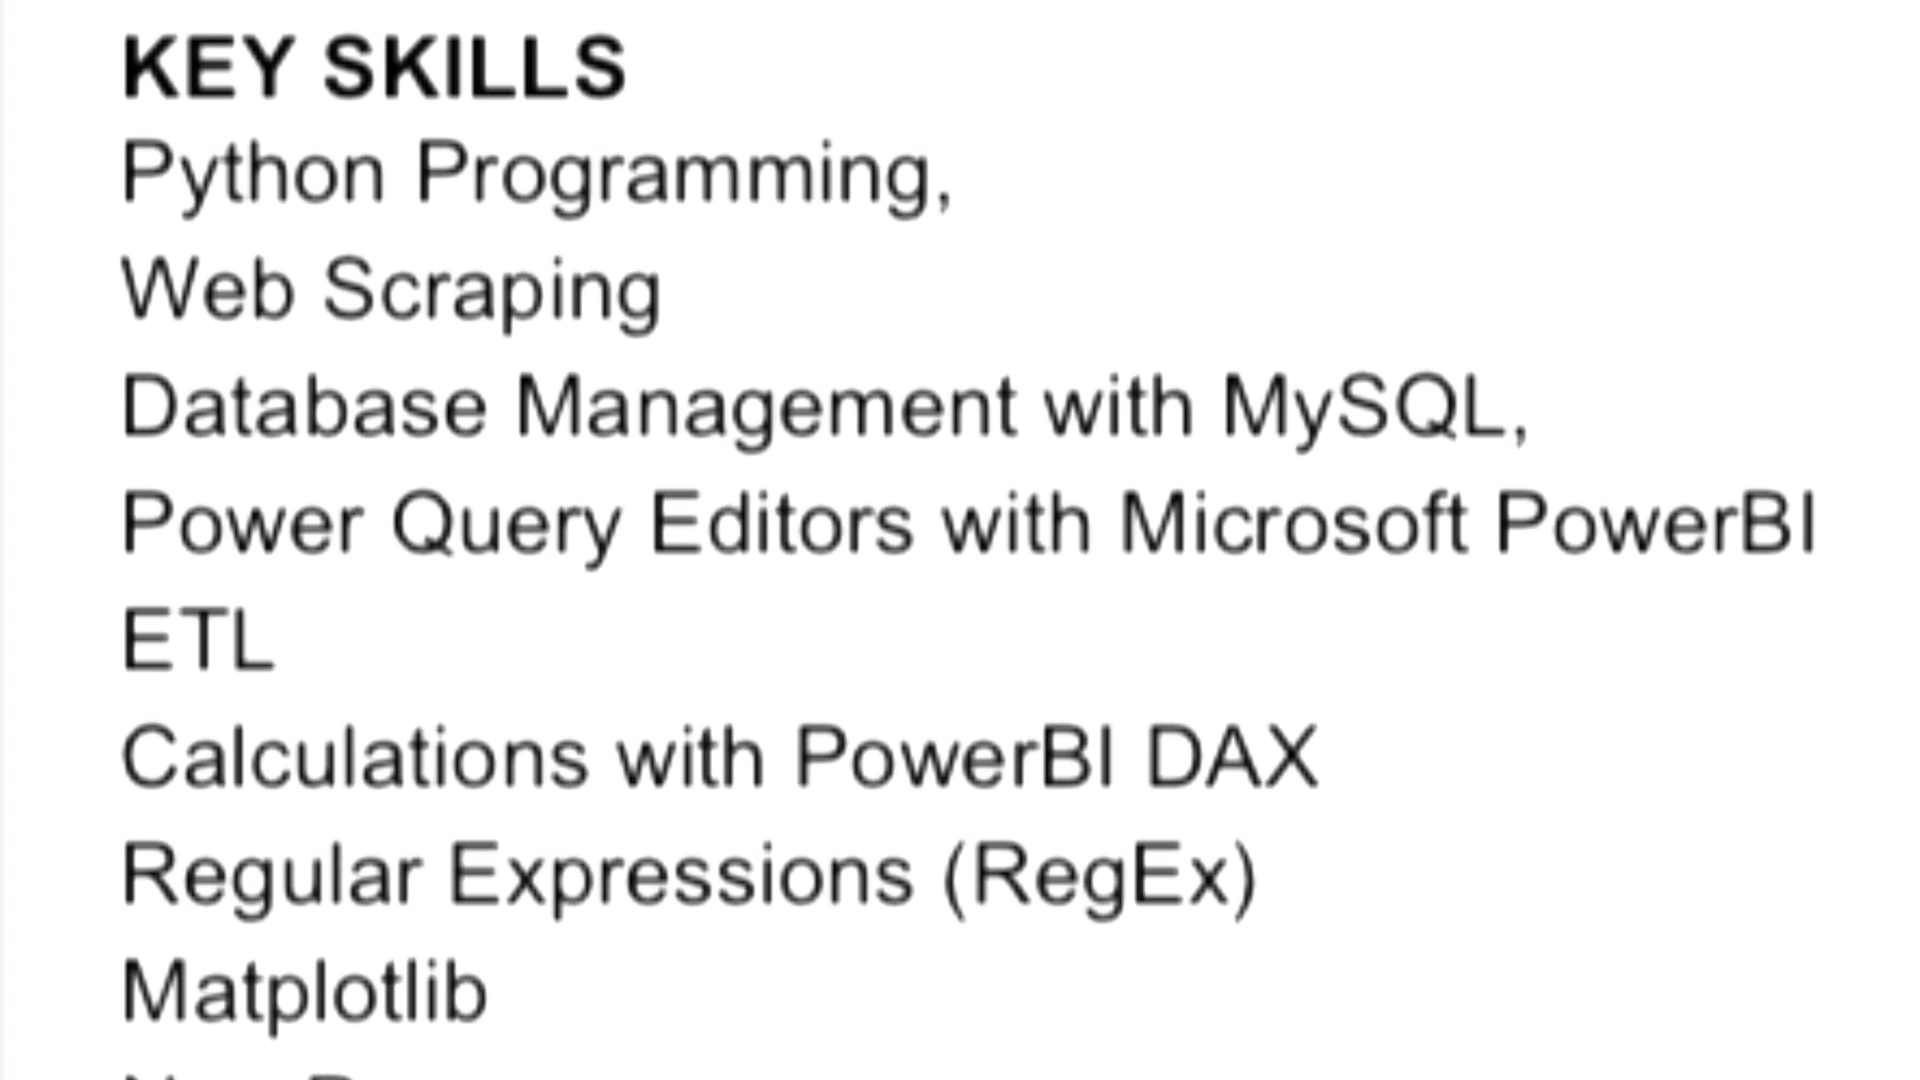 KEY SKILLS
Python Programming,
Web Scraping
Database Management with MySQL,
Power Query Editors with Microsoft PowerBI
ETL
Calculations with PowerBI DAX
Regular Expressions (RegEx)
Matplotlib